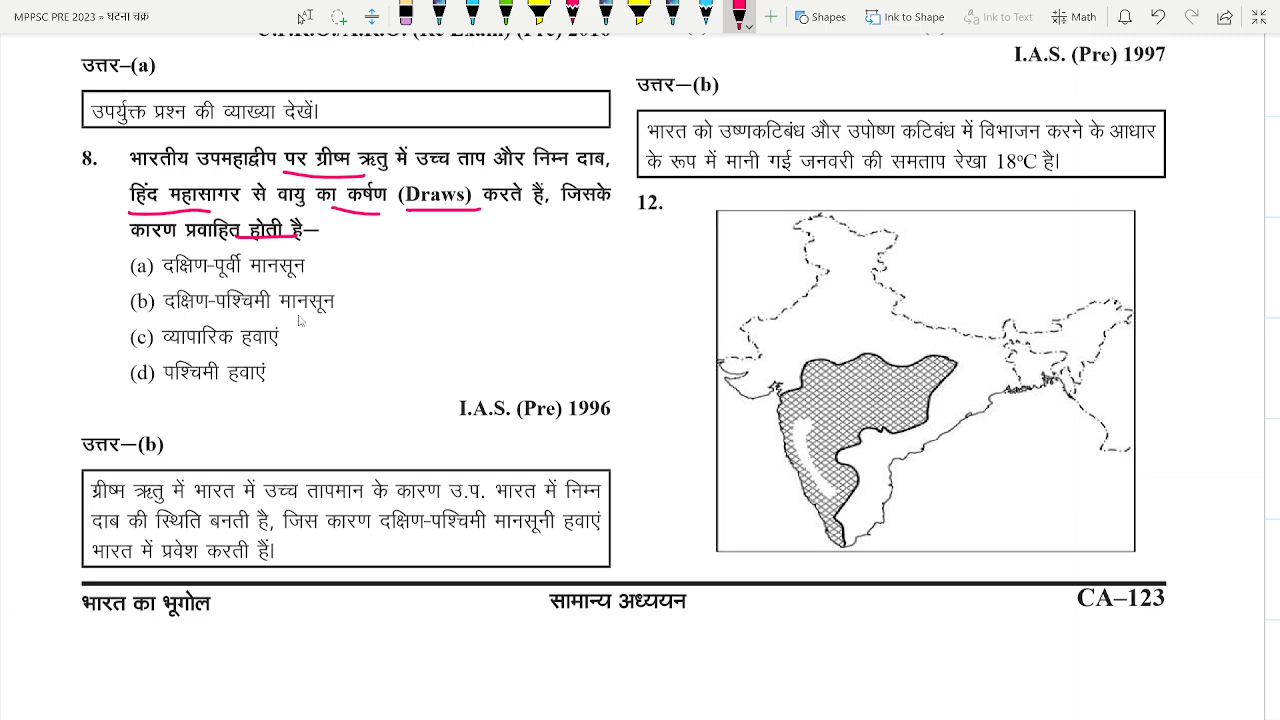 MPPSC PRE 2023 » घटना चक्र
Shapes
Ink to Shape
Ink to Text
Math
उत्तर–(a)
उपर्युक्त प्रश्न की व्याख्या देखें।
8. भारतीय उपमहाद्वीप पर ग्रीष्म ऋतु में उच्च ताप और निम्न दाब,
हिंद महासागर से वायु का कर्षण (Draws) करते हैं, जिसके
कारण प्रवाहित होती है–
(a) दक्षिण-पूर्वी मानसून
(b) दक्षिण-पश्चिमी मानसून
(c) व्यापारिक हवाएं
(d) पश्चिमी हवाएं
I.A.S. (Pre) 1996
उत्तर–(b)
ग्रीष्म ऋतु में भारत में उच्च तापमान के कारण उ.प. भारत में निम्न
दाब की स्थिति बनती है, जिस कारण दक्षिण-पश्चिमी मानसूनी हवाएं
भारत में प्रवेश करती हैं।
I.A.S. (Pre) 1997
उत्तर–(b)
भारत को उष्णकटिबंध और उपोष्ण कटिबंध में विभाजन करने के आधार
के रूप में मानी गई जनवरी की समताप रेखा 18°C है।
12.
भारत का भूगोल
सामान्य अध्ययन
CA–123